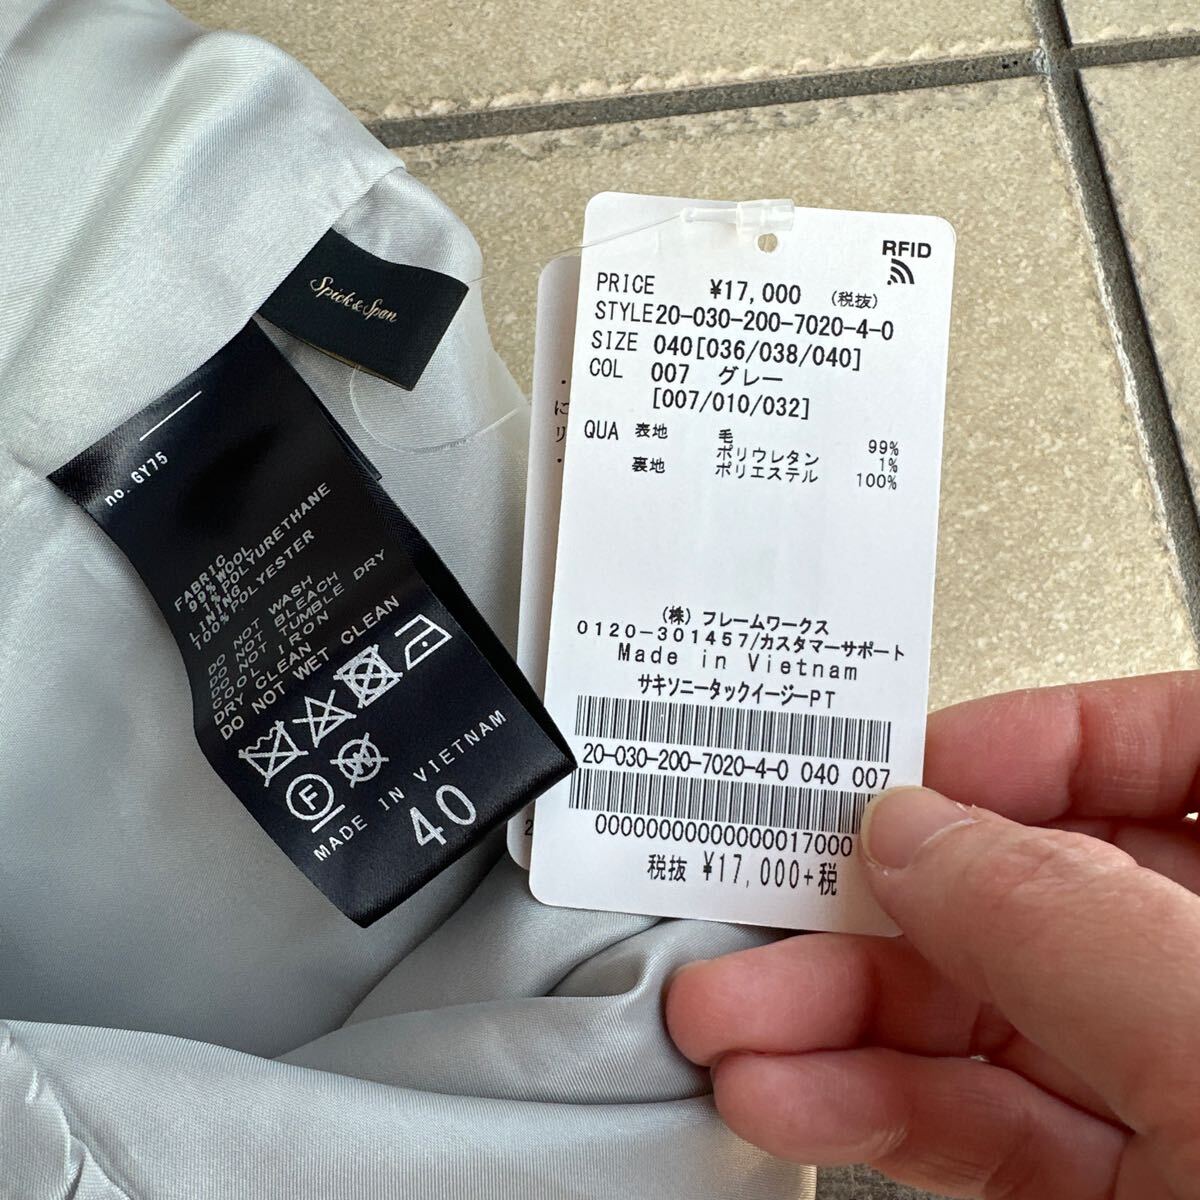 Spick & Span
no. GY75
FABRIC
99% WOOL
1% POLYURETHANE
LINING
100% POLYESTER
DO NOT WASH
DO NOT BLEACH
DO NOT TUMBLE DRY
COOL IRON
DRY CLEAN
DO NOT WET CLEAN
F
W
MADE IN VIETNAM
40
RFID
PRICE ¥17,000 (税抜)
STYLE20-030-200-7020-4-0
SIZE 040[036/038/040]
COL 007 グレー
[007/010/032]
QUA 表地 毛 99%
ポリウレタン 1%
裏地 ポリエステル 100%
(株) フレームワークス
0120-301457/カスタマーサポート
Made in Vietnam
サキソニータックイージーPT
20-030-200-7020-4-0 040 007
00000000000000017000
税抜 ¥17,000+税